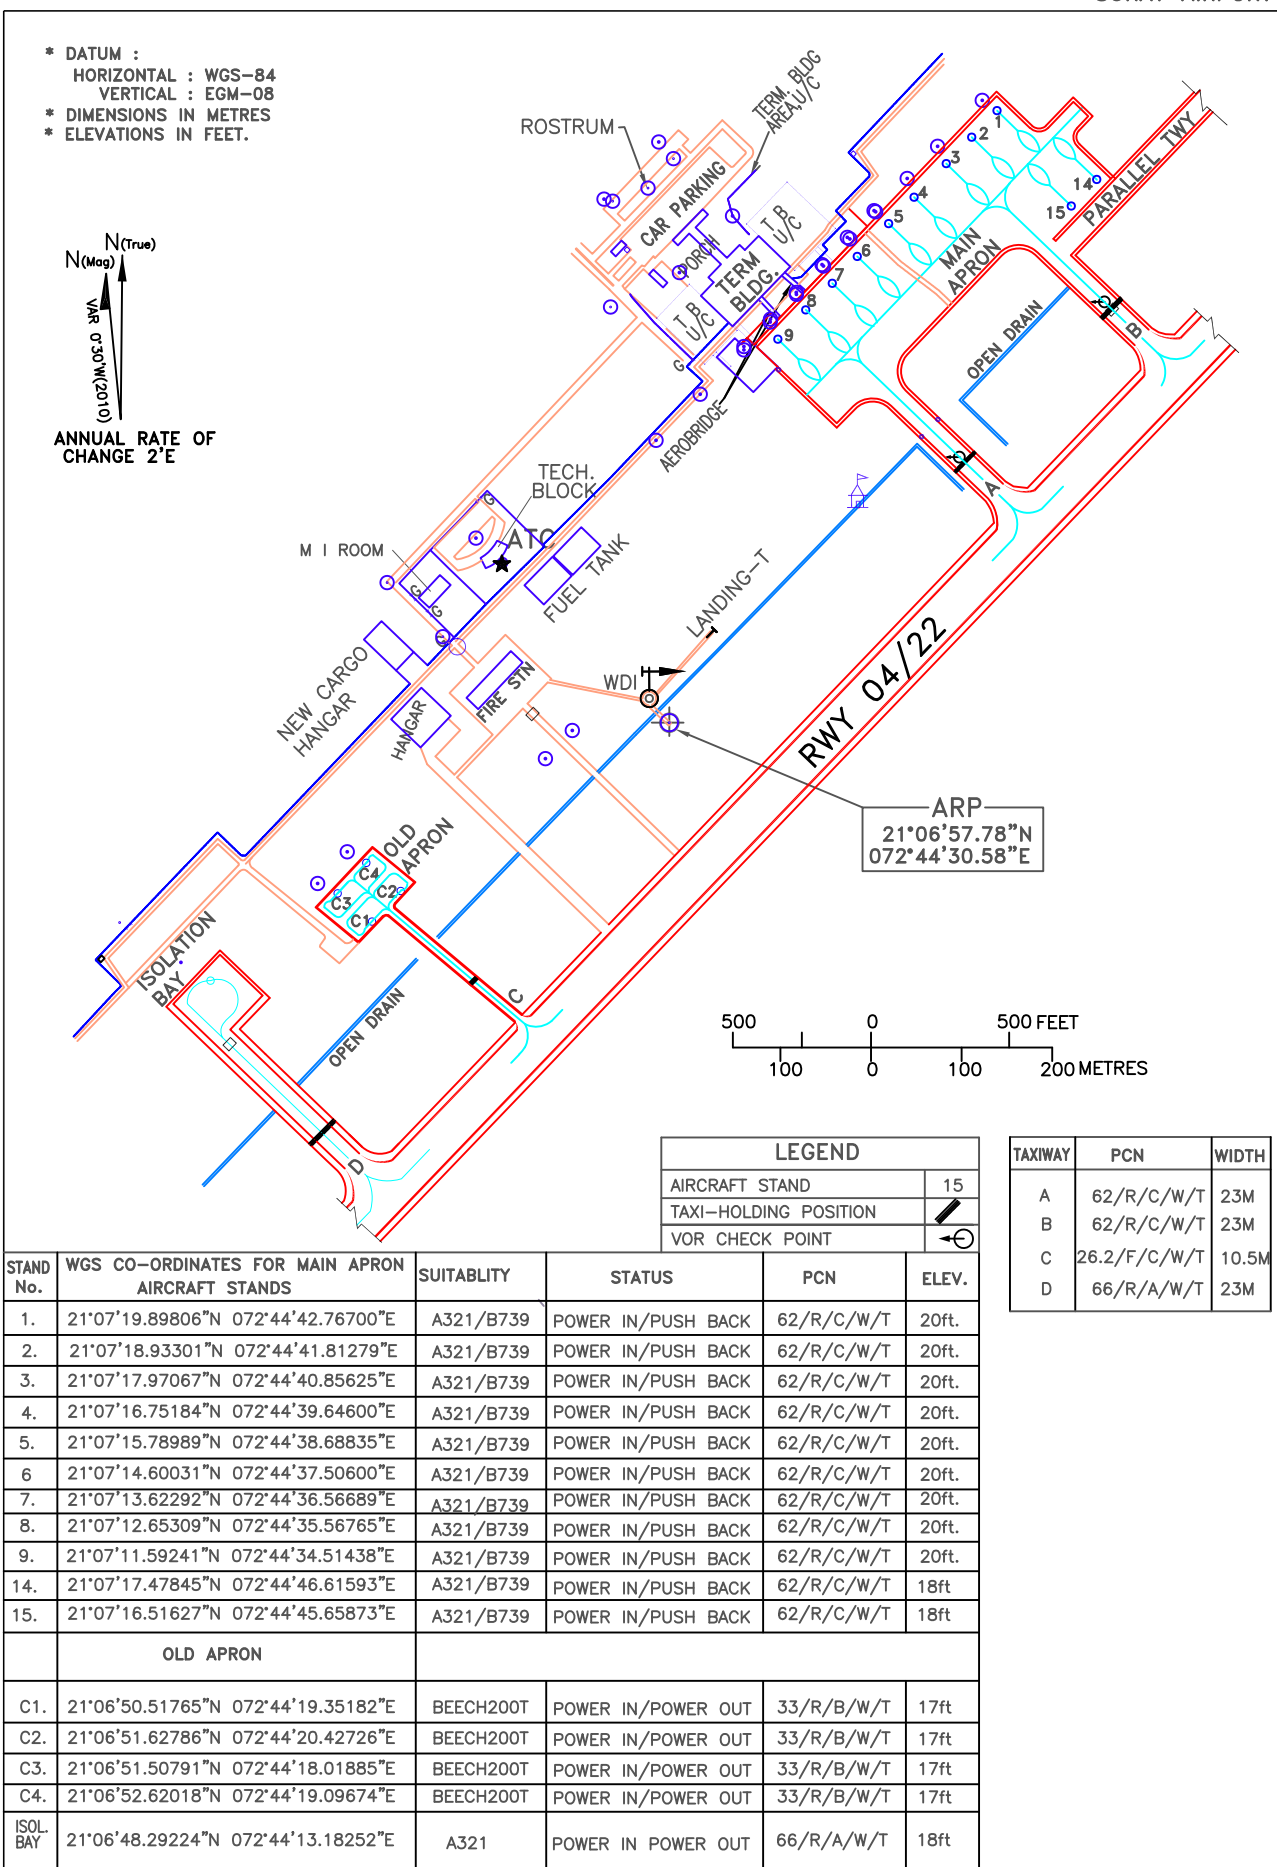 * DATUM :
HORIZONTAL : WGS-84
VERTICAL : EGM-08
* DIMENSIONS IN METRES
* ELEVATIONS IN FEET.
N(True)
N(Mag)
VAR 0°30'W(2010)
ANNUAL RATE OF
CHANGE 2'E
ROSTRUM
TERM. BLDG
AREA,U/C
CAR PARKING
T B
U/C
PORCH
TERM
BLDG.
T B
U/C
1
2
3
4
5
6
7
8
9
14
15
PARALLEL TWY
MAIN
APRON
OPEN DRAIN
B
A
G
AEROBRIDGE
TECH.
BLOCK
G
ATC
M I ROOM
G
G
G
FUEL TANK
LANDING-T
NEW CARGO
HANGAR
HANGAR
FIRE STN
WDI
RWY 04/22
ARP
21°06'57.78"N
072°44'30.58"E
OLD
APRON
C4
C2
C3
C1
ISOLATION
BAY
OPEN DRAIN
C
D
500 0 500 FEET
100 0 100 200 METRES
LEGEND
AIRCRAFT STAND 15
TAXI-HOLDING POSITION
VOR CHECK POINT
TAXIWAY PCN WIDTH
A 62/R/C/W/T 23M
B 62/R/C/W/T 23M
C 26.2/F/C/W/T 10.5M
D 66/R/A/W/T 23M
STAND No. WGS CO-ORDINATES FOR MAIN APRON AIRCRAFT STANDS SUITABLITY STATUS PCN ELEV.
1. 21°07'19.89806"N 072°44'42.76700"E A321/B739 POWER IN/PUSH BACK 62/R/C/W/T 20ft.
2. 21°07'18.93301"N 072°44'41.81279"E A321/B739 POWER IN/PUSH BACK 62/R/C/W/T 20ft.
3. 21°07'17.97067"N 072°44'40.85625"E A321/B739 POWER IN/PUSH BACK 62/R/C/W/T 20ft.
4. 21°07'16.75184"N 072°44'39.64600"E A321/B739 POWER IN/PUSH BACK 62/R/C/W/T 20ft.
5. 21°07'15.78989"N 072°44'38.68835"E A321/B739 POWER IN/PUSH BACK 62/R/C/W/T 20ft.
6 21°07'14.60031"N 072°44'37.50600"E A321/B739 POWER IN/PUSH BACK 62/R/C/W/T 20ft.
7. 21°07'13.62292"N 072°44'36.56689"E A321/B739 POWER IN/PUSH BACK 62/R/C/W/T 20ft.
8. 21°07'12.65309"N 072°44'35.56765"E A321/B739 POWER IN/PUSH BACK 62/R/C/W/T 20ft.
9. 21°07'11.59241"N 072°44'34.51438"E A321/B739 POWER IN/PUSH BACK 62/R/C/W/T 20ft.
14. 21°07'17.47845"N 072°44'46.61593"E A321/B739 POWER IN/PUSH BACK 62/R/C/W/T 18ft
15. 21°07'16.51627"N 072°44'45.65873"E A321/B739 POWER IN/PUSH BACK 62/R/C/W/T 18ft
OLD APRON
C1. 21°06'50.51765"N 072°44'19.35182"E BEECH200T POWER IN/POWER OUT 33/R/B/W/T 17ft
C2. 21°06'51.62786"N 072°44'20.42726"E BEECH200T POWER IN/POWER OUT 33/R/B/W/T 17ft
C3. 21°06'51.50791"N 072°44'18.01885"E BEECH200T POWER IN/POWER OUT 33/R/B/W/T 17ft
C4. 21°06'52.62018"N 072°44'19.09674"E BEECH200T POWER IN/POWER OUT 33/R/B/W/T 17ft
ISOL. BAY 21°06'48.29224"N 072°44'13.18252"E A321 POWER IN POWER OUT 66/R/A/W/T 18ft